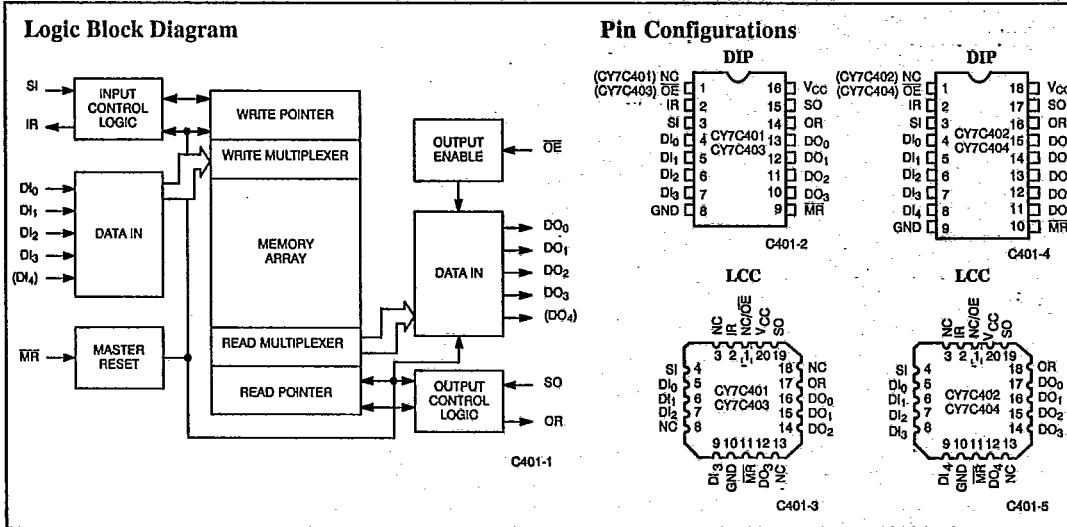 Logic Block Diagram
SI
IR
INPUT
CONTROL
LOGIC
DI0
DI1
DI2
DI3
(DI4)
DATA IN
MR
MASTER
RESET
WRITE POINTER
WRITE MULTIPLEXER
MEMORY
ARRAY
READ MULTIPLEXER
READ POINTER
OUTPUT
ENABLE
OE
DATA IN
DO0
DO1
DO2
DO3
(DO4)
OUTPUT
CONTROL
LOGIC
SO
OR
C401-1
Pin Configurations
DIP
(CY7C401) NC
(CY7C403) OE
IR
SI
DI0
DI1
DI2
DI3
GND
1
2
3
4
5
6
7
8
CY7C401
CY7C403
16
15
14
13
12
11
10
9
VCC
SO
OR
DO0
DO1
DO2
DO3
MR
C401-2
DIP
(CY7C402) NC
(CY7C404) OE
IR
SI
DI0
DI1
DI2
DI3
DI4
GND
1
2
3
4
5
6
7
8
9
CY7C402
CY7C404
18
17
16
15
14
13
12
11
10
VCC
SO
OR
DO
DO
DO
DO
DO
MR
C401-4
LCC
NC IR NC/OE VCC SO
3 2 1 20 19
SI 4
DI0 5
DI1 6
DI2 7
NC 8
CY7C401
CY7C403
18 NC
17 OR
16 DO0
15 DO1
14 DO2
9 10 11 12 13
DI3 GND MR DO3 NC
C401-3
LCC
NC IR NC/OE VCC SO
3 2 1 20 19
SI 4
DI0 5
DI1 6
DI2 7
DI3 8
CY7C402
CY7C404
18 OR
17 DO0
16 DO1
15 DO2
14 DO3
9 10 11 12 13
DI4 GND MR DO4 NC
C401-5